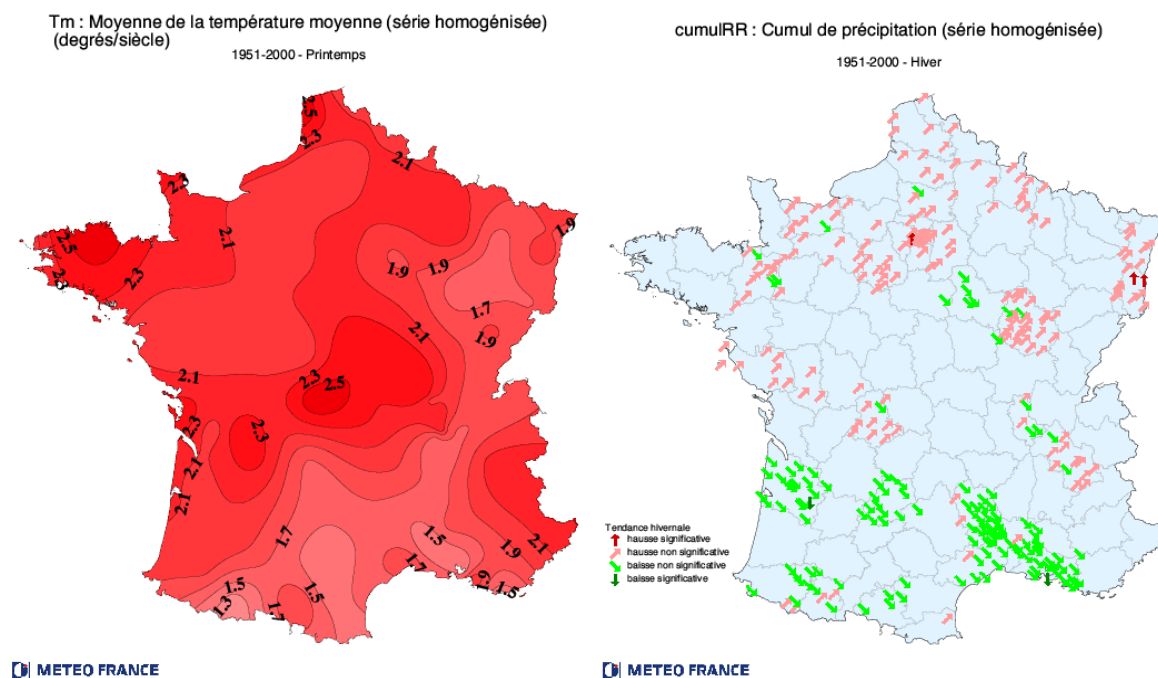 Tm : Moyenne de la température moyenne (série homogénisée)
(degrés/siècle)
1951-2000 - Printemps
2.5
2.3
2.1
2.3
2.1
2.5
2.3
2.3
1.9
1.9
1.9
1.7
1.9
2.1
2.1
2.3
2.5
2.3
2.3
2.1
2.1
1.7
1.5
1.9
2.1
1.7
1.5
1.3
1.5
1.7
1.9
1.5
METEO FRANCE
cumulRR : Cumul de précipitation (série homogénisée)
1951-2000 - Hiver
Tendance hivernale
hausse significative
hausse non significative
baisse non significative
baisse significative
METEO FRANCE